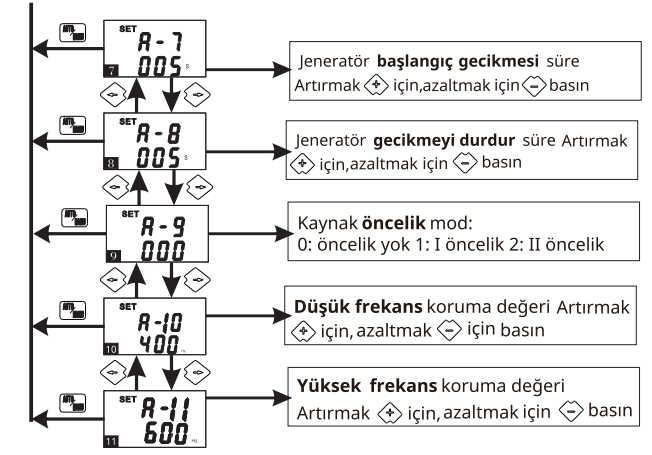 SET
A-7
7
005 s
Jeneratör başlangıç gecikmesi süre
Artırmak + için,azaltmak için - basın
SET
A-8
8
005 s
Jeneratör gecikmeyi durdur süre Artırmak
+ için,azaltmak için - basın
SET
A-9
9
000
Kaynak öncelik mod:
0: öncelik yok 1: I öncelik 2: II öncelik
SET
A-10
10
400
Düşük frekans koruma değeri Artırmak
+ için, azaltmak - için basın
SET
A-11
11
600 Hz.
Yüksek frekans koruma değeri
Artırmak + için, azaltmak için - basın